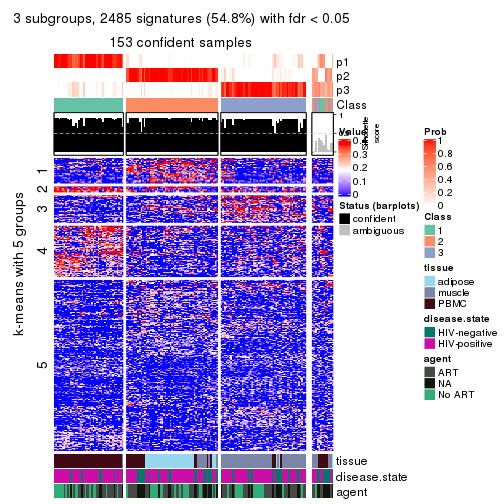 3 subgroups, 2485 signatures (54.8%) with fdr < 0.05
153 confident samples
p1
p2
p3
Class
1
Silhouette
score
1
2
3
4
5
k-means with 5 groups
tissue
disease.state
agent
Value
0.4
0.3
0.2
0.1
0
Status (barplots)
confident
ambiguous
Prob
1
0.8
0.6
0.4
0.2
0
Class
1
2
3
tissue
adipose
muscle
PBMC
disease.state
HIV-negative
HIV-positive
agent
ART
NA
No ART